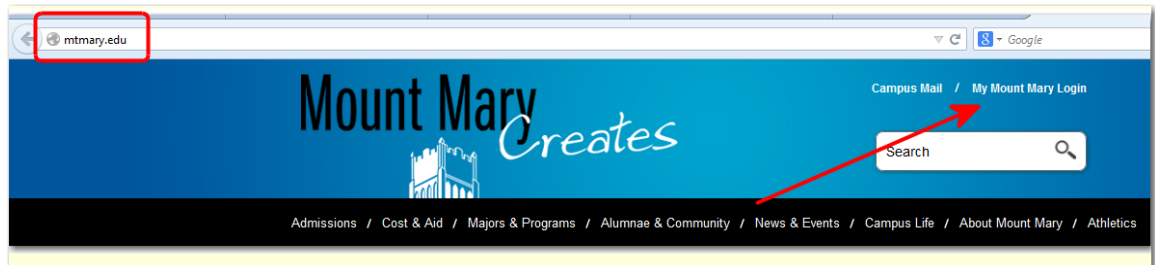 mtmary.edu
Google
Campus Mail / My Mount Mary Login
Mount Mary
Creates
Search
Admissions / Cost & Aid / Majors & Programs / Alumnae & Community / News & Events / Campus Life / About Mount Mary / Athletics